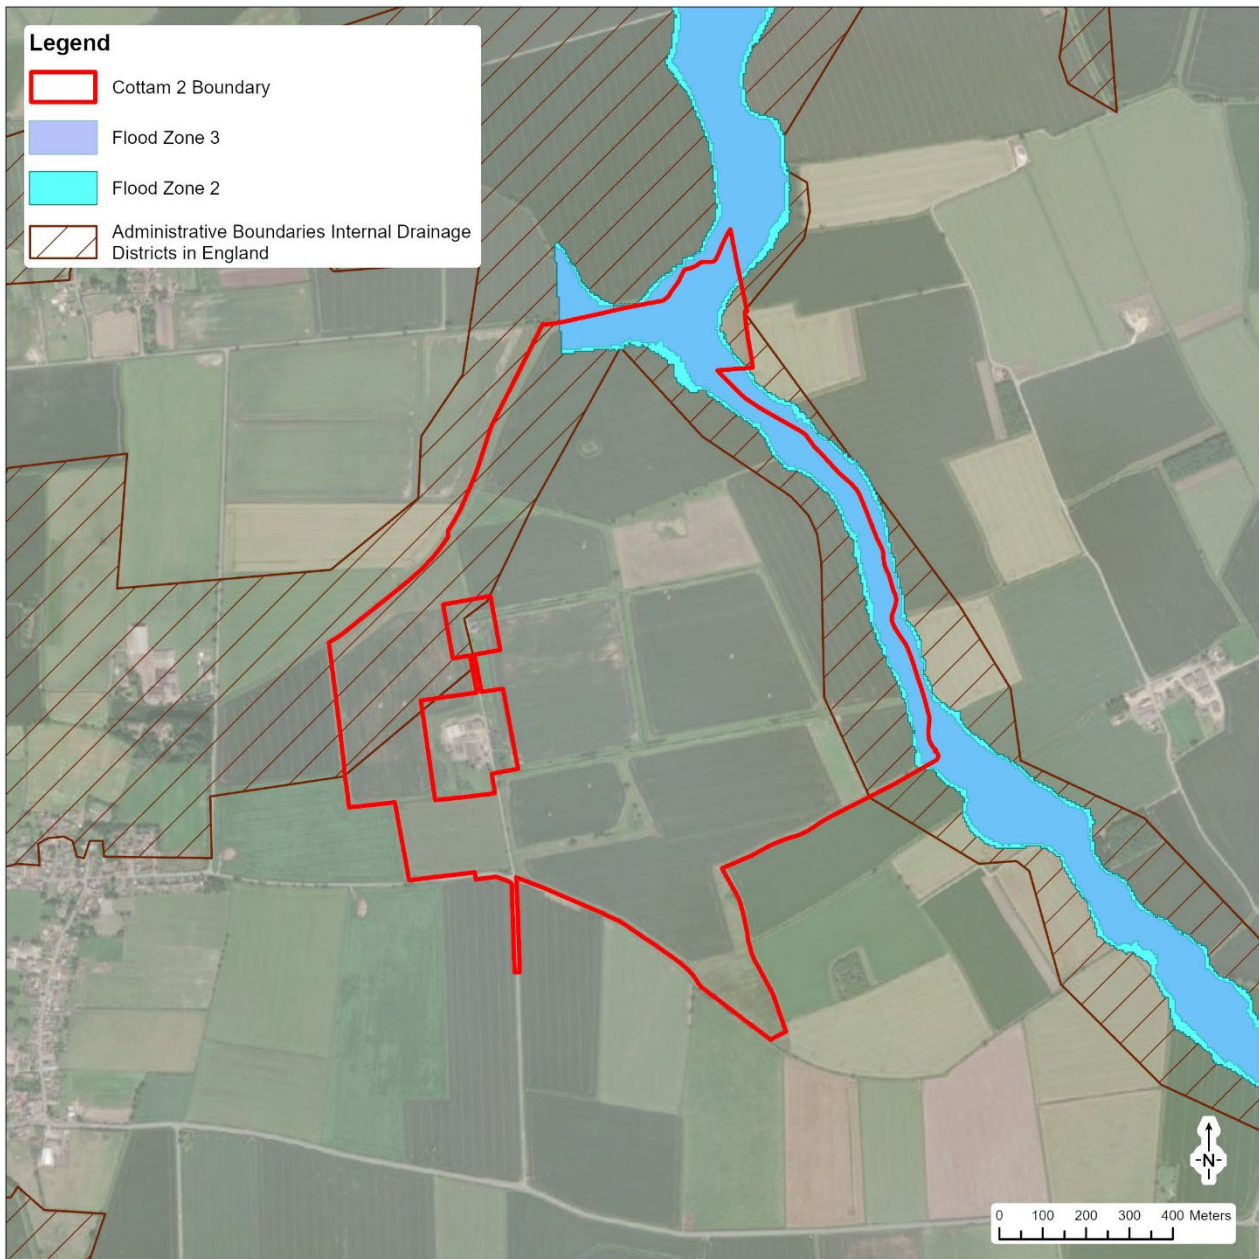 Legend
Cottam 2 Boundary
Flood Zone 3
Flood Zone 2
Administrative Boundaries Internal Drainage
Districts in England
-N-
0 100 200 300 400 Meters